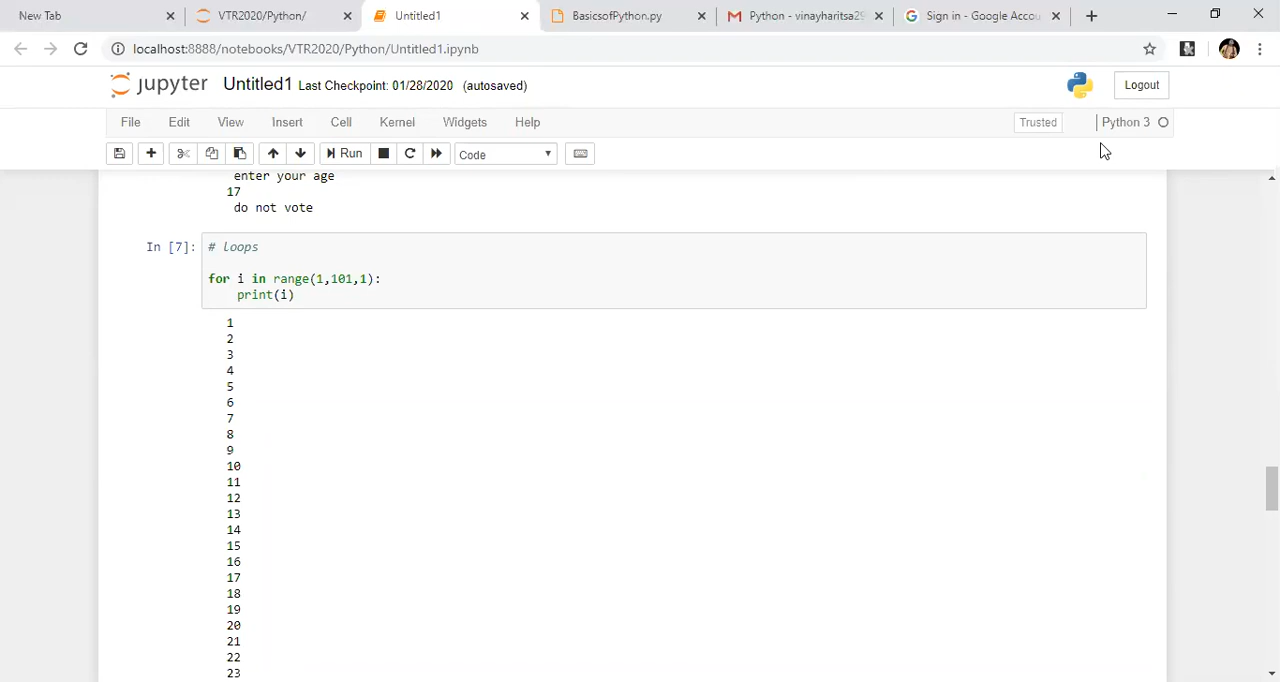 New Tab
VTR2020/Python/
Untitled1
BasicsofPython.py
Python - vinayharitsa29
Sign in - Google Accou
localhost:8888/notebooks/VTR2020/Python/Untitled1.ipynb
jupyter Untitled1 Last Checkpoint: 01/28/2020 (autosaved)
Logout
File Edit View Insert Cell Kernel Widgets Help
Trusted
Python 3
Run
Code
enter your age
17
do not vote
In [7]:
# loops
for i in range(1,101,1):
    print(i)
1
2
3
4
5
6
7
8
9
10
11
12
13
14
15
16
17
18
19
20
21
22
23